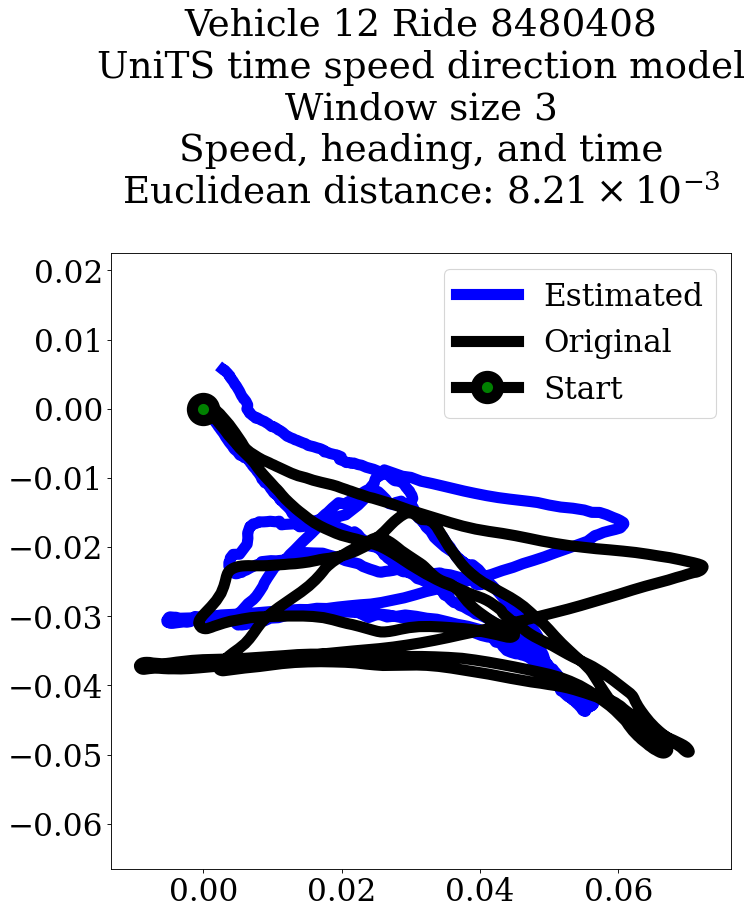 Vehicle 12 Ride 8480408
UniTS time speed direction model
Window size 3
Speed, heading, and time
Euclidean distance: 8.21 × 10⁻³
0.02
0.01
0.00
−0.01
−0.02
−0.03
−0.04
−0.05
−0.06
Estimated
Original
Start
0.00 0.02 0.04 0.06